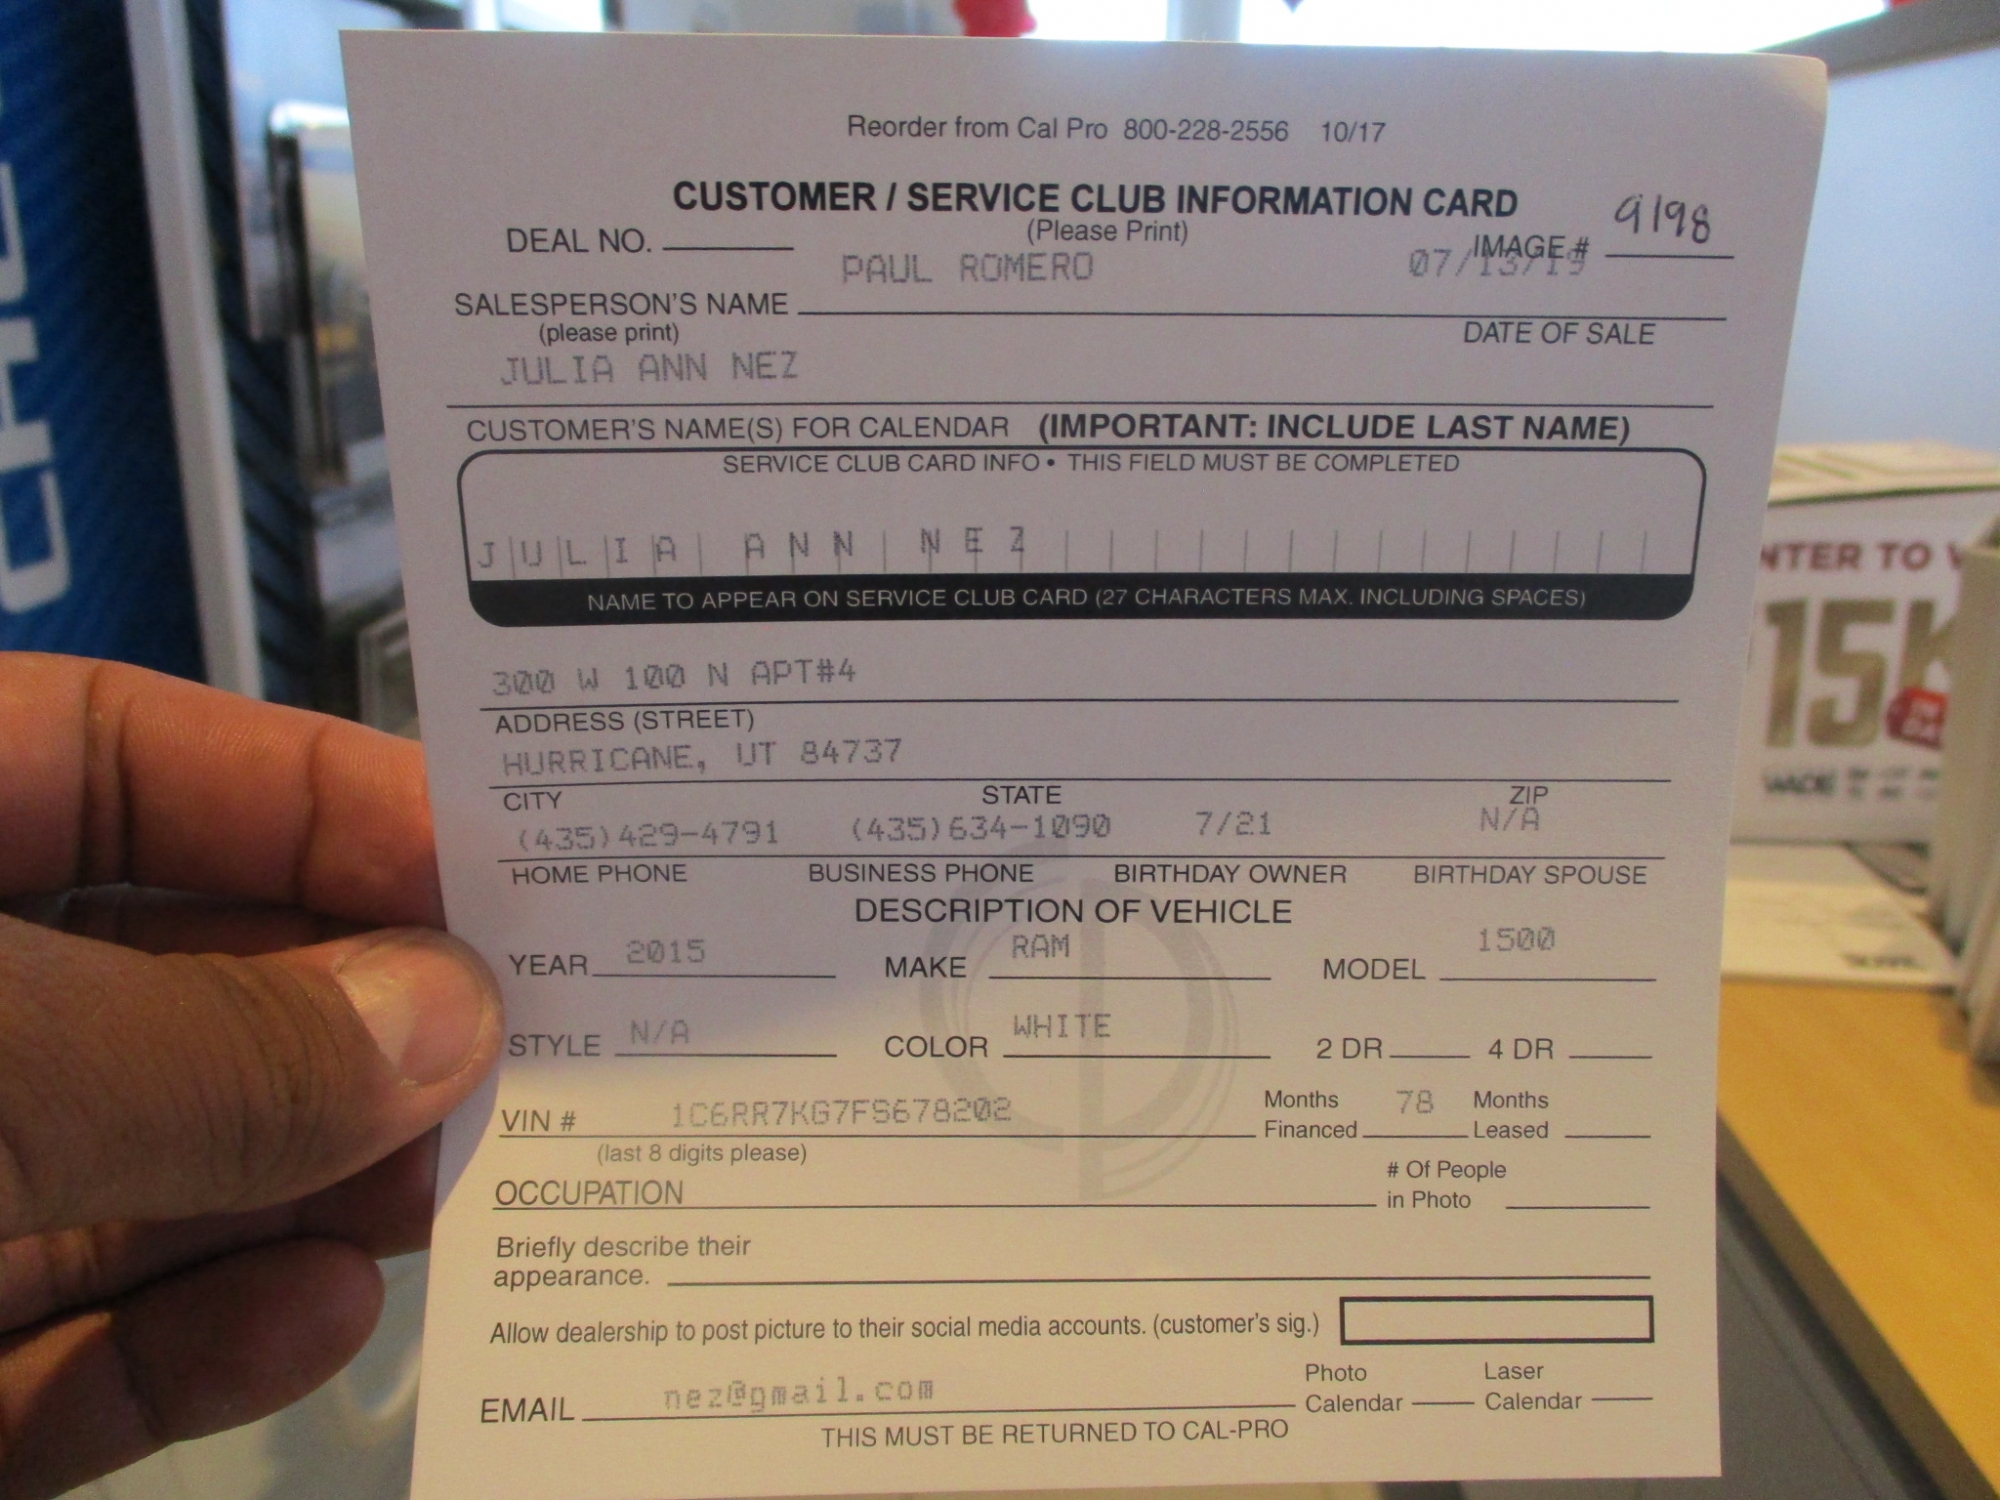 Reorder from Cal Pro 800-228-2556 10/17
CUSTOMER / SERVICE CLUB INFORMATION CARD
(Please Print)
DEAL NO.
IMAGE # 9198
PAUL ROMERO 07/13/19
SALESPERSON'S NAME
(please print) DATE OF SALE
JULIA ANN NEZ
CUSTOMER'S NAME(S) FOR CALENDAR (IMPORTANT: INCLUDE LAST NAME)
SERVICE CLUB CARD INFO • THIS FIELD MUST BE COMPLETED
JULIA ANN NEZ
NAME TO APPEAR ON SERVICE CLUB CARD (27 CHARACTERS MAX. INCLUDING SPACES)
300 W 100 N APT#4
ADDRESS (STREET)
HURRICANE, UT 84737
CITY STATE ZIP
(435)429-4791 (435)634-1090 7/21 N/A
HOME PHONE BUSINESS PHONE BIRTHDAY OWNER BIRTHDAY SPOUSE
DESCRIPTION OF VEHICLE
YEAR 2015 MAKE RAM MODEL 1500
STYLE N/A COLOR WHITE 2 DR 4 DR
VIN # 1C6RR7KG7FS678202
(last 8 digits please)
Months Financed 78 Months Leased
OCCUPATION
# Of People in Photo
Briefly describe their
appearance.
Allow dealership to post picture to their social media accounts. (customer's sig.)
EMAIL nez@gmail.com
Photo Calendar Laser Calendar
THIS MUST BE RETURNED TO CAL-PRO
NTER TO
15K